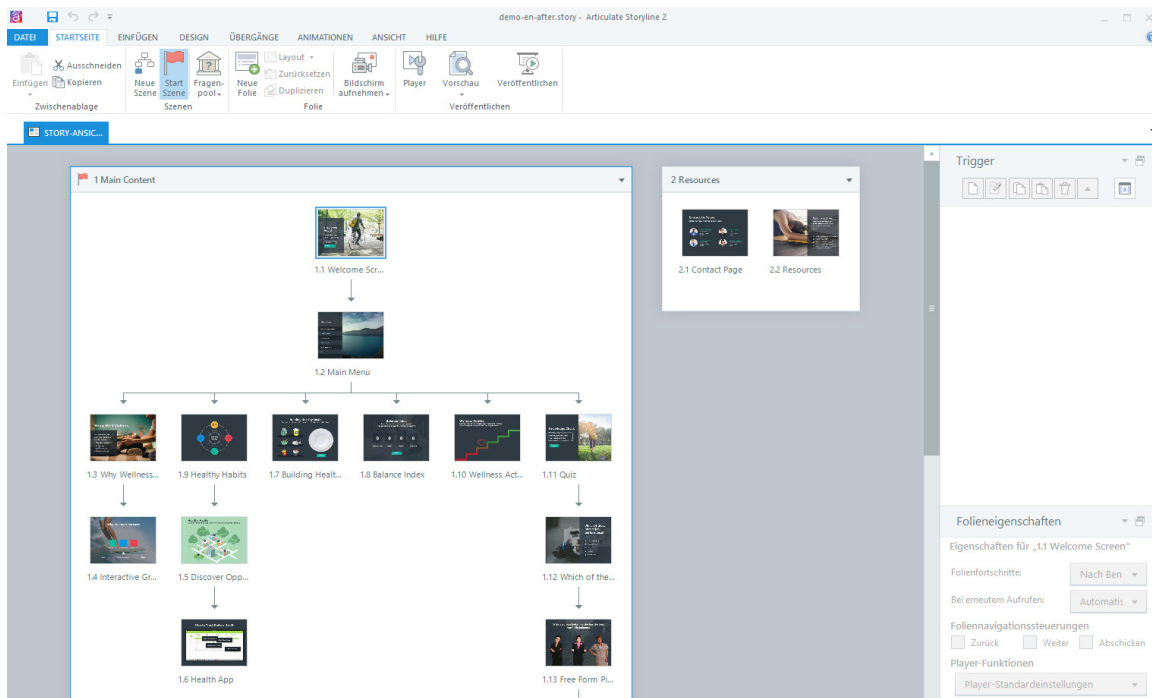 demo-en-after.story - Articulate Storyline 2
DATEI STARTSEITE EINFÜGEN DESIGN ÜBERGÄNGE ANIMATIONEN ANSICHT HILFE
Einfügen
Ausschneiden
Kopieren
Zwischenablage
Neue Szene
Start Szene
Fragen-
pool
Szenen
Neue Folie
Layout
Zurücksetzen
Duplizieren
Bildschirm
aufnehmen
Folie
Player
Vorschau
Veröffentlichen
Veröffentlichen
STORY-ANSIC...
1 Main Content
1.1 Welcome Scr...
1.2 Main Menu
1.3 Why Wellness...
1.9 Healthy Habits
1.7 Building Healt...
1.8 Balance Index
1.10 Wellness Act...
1.11 Quiz
1.4 Interactive Gr...
1.5 Discover Opp...
1.12 Which of the...
1.6 Health App
1.13 Free Form Pi...
2 Resources
2.1 Contact Page
2.2 Resources
Trigger
Folieneigenschaften
Eigenschaften für „1.1 Welcome Screen“
Folienfortschritte:
Nach Ben
Bei erneutem Aufrufen:
Automatis
Foliennavigationssteuerungen
Zurück Weiter Abschicken
Player-Funktionen
Player-Standardeinstellungen